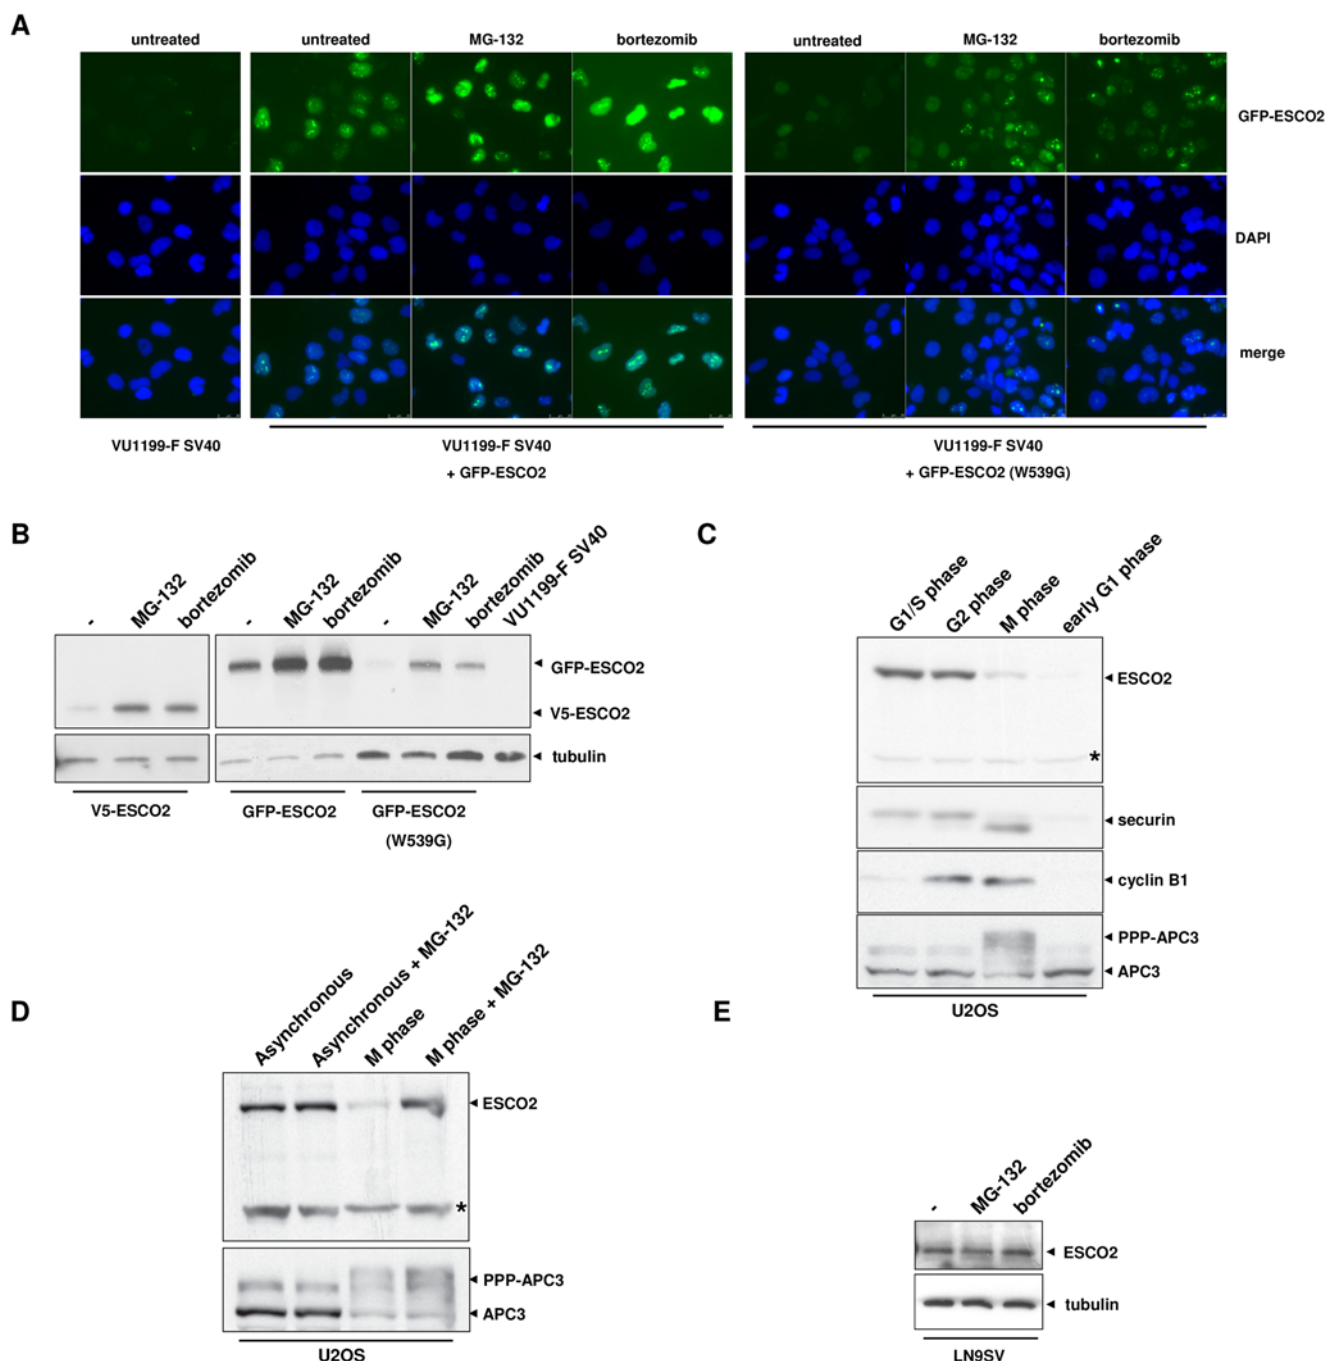 A
untreated
untreated
MG-132
bortezomib
untreated
MG-132
bortezomib
GFP-ESCO2
DAPI
merge
VU1199-F SV40
VU1199-F SV40
+ GFP-ESCO2
VU1199-F SV40
+ GFP-ESCO2 (W539G)
B
-
MG-132
bortezomib
-
MG-132
bortezomib
-
MG-132
bortezomib
VU1199-F SV40
GFP-ESCO2
V5-ESCO2
tubulin
V5-ESCO2
GFP-ESCO2
GFP-ESCO2
(W539G)
C
G1/S phase
G2 phase
M phase
early G1 phase
ESCO2
*
securin
cyclin B1
PPP-APC3
APC3
U2OS
D
Asynchronous
Asynchronous + MG-132
M phase
M phase + MG-132
ESCO2
*
PPP-APC3
APC3
U2OS
E
-
MG-132
bortezomib
ESCO2
tubulin
LN9SV